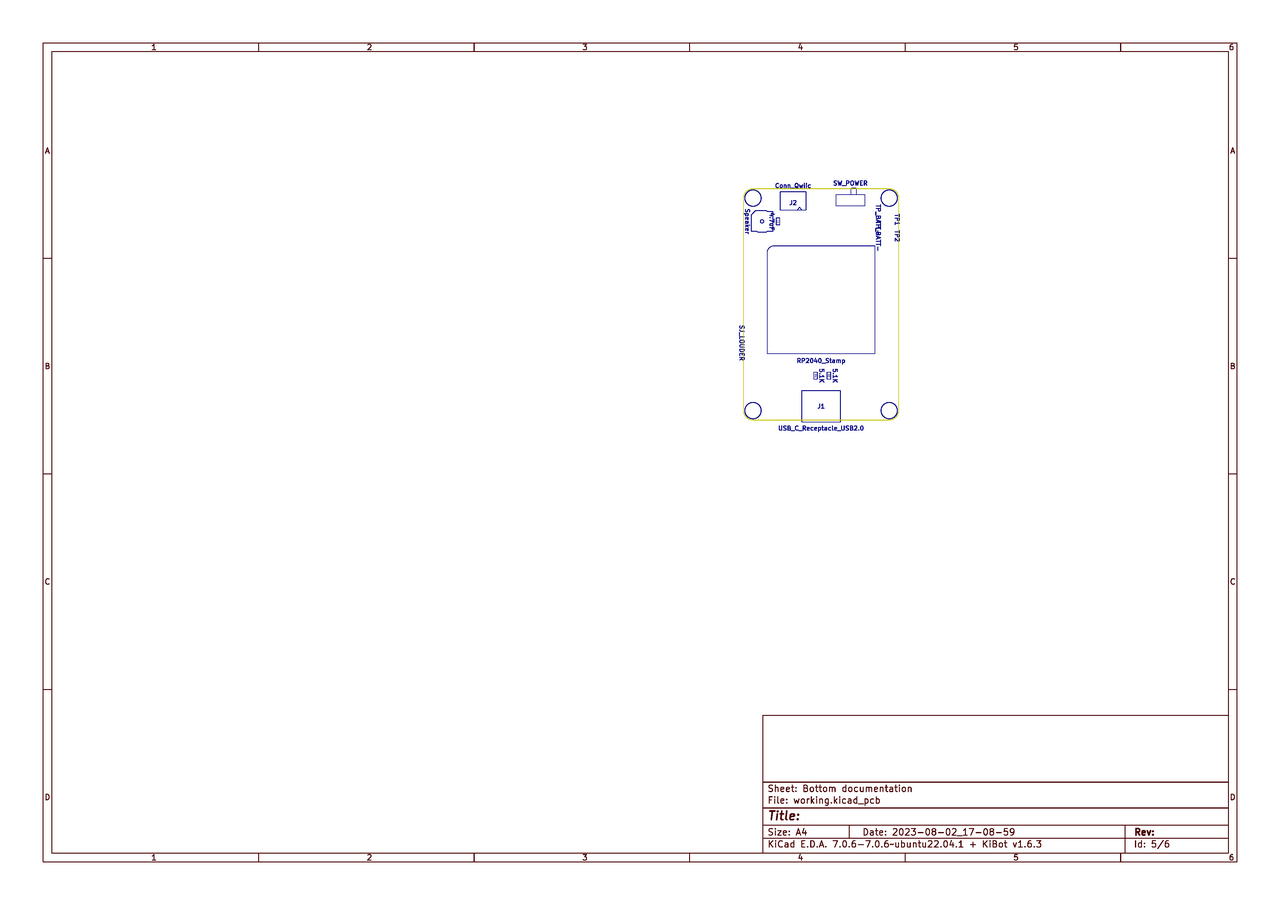 1 2 3 4 5 6
A A
Conn_Qwiic
SW_POWER
J2
Speaker
4.7uF
TP1 TP2
SJ_LOUDER
B B
RP2040_Stamp
5.1K 5.1K
J1
USB_C_Receptacle_USB2.0
C C
D D
Sheet: Bottom documentation
File: working.kicad_pcb
Title:
Size: A4 Date: 2023-08-02_17-08-59 Rev:
KiCad E.D.A. 7.0.6-7.0.6~ubuntu22.04.1 + KiBot v1.6.3 Id: 5/6
1 2 3 4 5 6